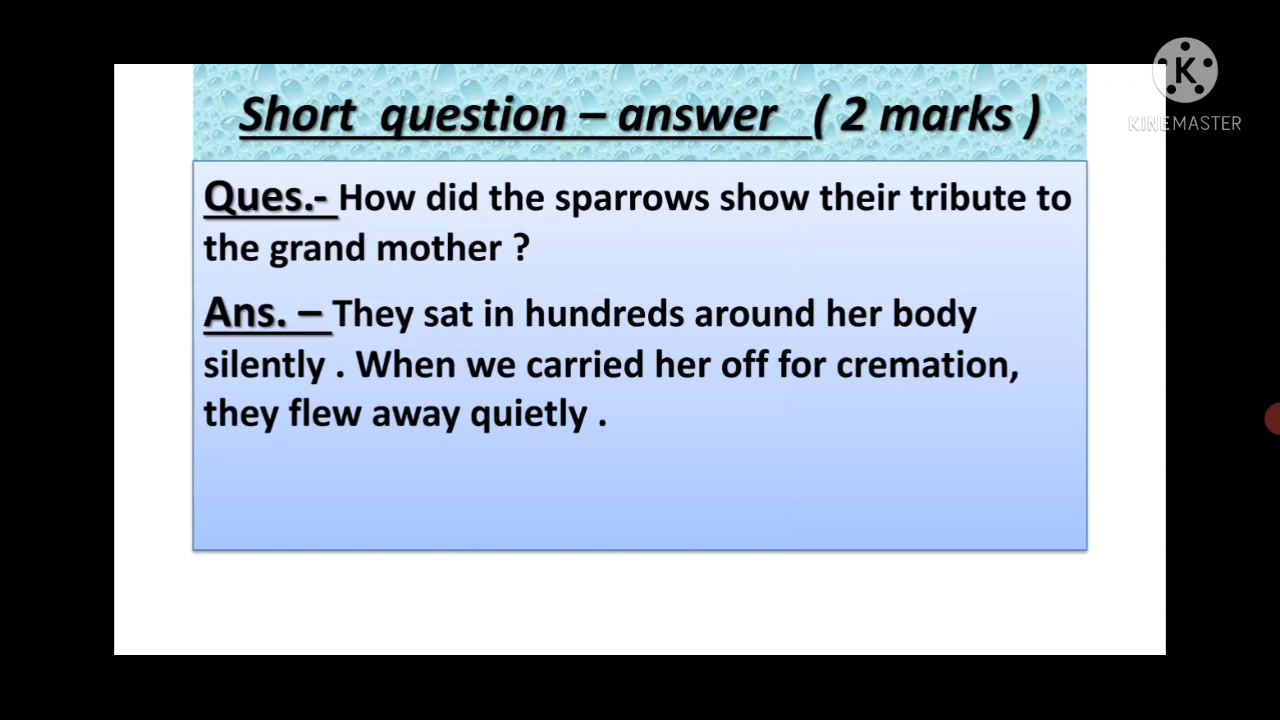 Short question – answer ( 2 marks )
K
KINEMASTER
Ques.- How did the sparrows show their tribute to
the grand mother ?
Ans. – They sat in hundreds around her body
silently . When we carried her off for cremation,
they flew away quietly .